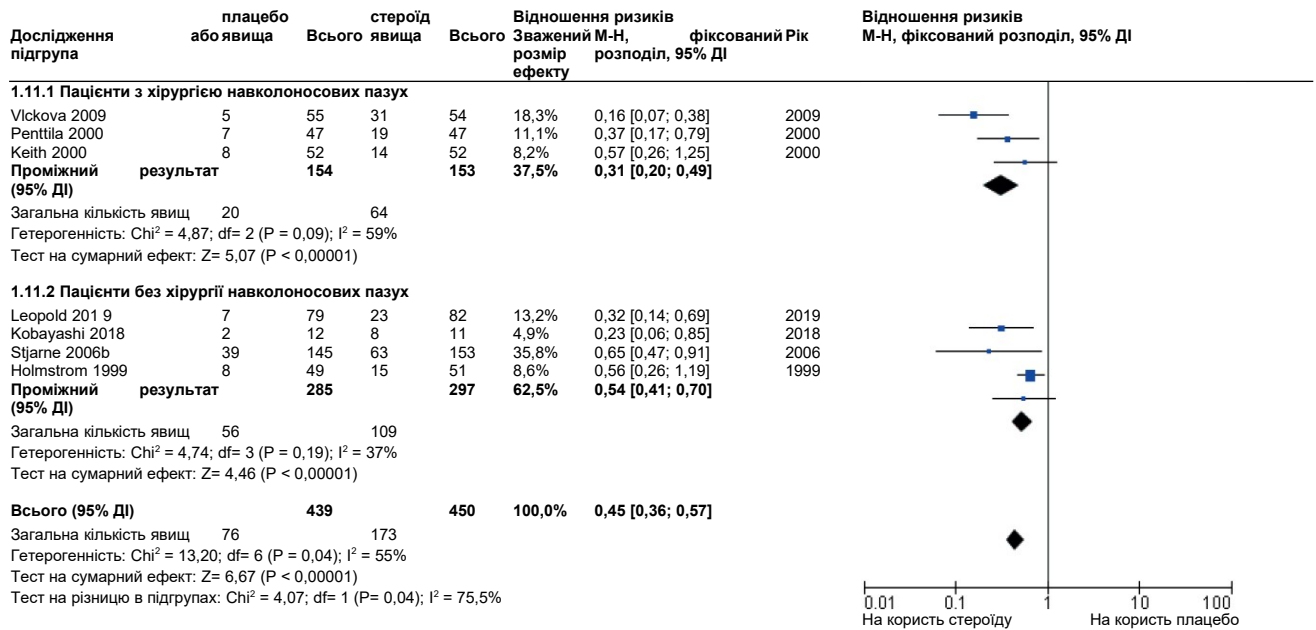 плацебо стероїд Відношення ризиків Відношення ризиків
Дослідження або явища Всього явища Всього Зважений М-Н, фіксований Рік М-Н, фіксований розподіл, 95% ДІ
підгрупа розмір розподіл, 95% ДІ
ефекту
1.11.1 Пацієнти з хірургією навколоносових пазух
Vlckova 2009 5 55 31 54 18,3% 0,16 [0,07; 0,38] 2009
Penttila 2000 7 47 19 47 11,1% 0,37 [0,17; 0,79] 2000
Keith 2000 8 52 14 52 8,2% 0,57 [0,26; 1,25] 2000
Проміжний результат 154 153 37,5% 0,31 [0,20; 0,49]
(95% ДІ)
Загальна кількість явищ 20 64
Гетерогенність: Chi² = 4,87; df= 2 (P = 0,09); I² = 59%
Тест на сумарний ефект: Z= 5,07 (P < 0,00001)
1.11.2 Пацієнти без хірургії навколоносових пазух
Leopold 201 9 7 79 23 82 13,2% 0,32 [0,14; 0,69] 2019
Kobayashi 2018 2 12 8 11 4,9% 0,23 [0,06; 0,85] 2018
Stjarne 2006b 39 145 63 153 35,8% 0,65 [0,47; 0,91] 2006
Holmstrom 1999 8 49 15 51 8,6% 0,56 [0,26; 1,19] 1999
Проміжний результат 285 297 62,5% 0,54 [0,41; 0,70]
(95% ДІ)
Загальна кількість явищ 56 109
Гетерогенність: Chi² = 4,74; df= 3 (P = 0,19); I² = 37%
Тест на сумарний ефект: Z= 4,46 (P < 0,00001)
Всього (95% ДІ) 439 450 100,0% 0,45 [0,36; 0,57]
Загальна кількість явищ 76 173
Гетерогенність: Chi² = 13,20; df= 6 (P = 0,04); I² = 55%
Тест на сумарний ефект: Z= 6,67 (P < 0,00001)
Тест на різницю в підгрупах: Chi² = 4,07; df= 1 (P= 0,04); I² = 75,5%
0.01 0.1 1 10 100
На користь стероїду На користь плацебо